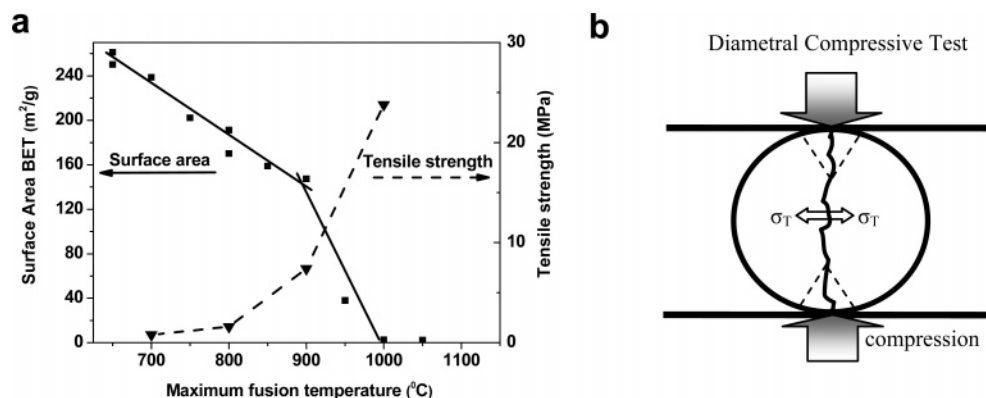 a
Surface Area BET (m²/g)
240
200
160
120
80
40
0
Surface area
Tensile strength
30
20
10
0
Tensile strength (MPa)
700 800 900 1000 1100
Maximum fusion temperature (⁰C)
b
Diametral Compressive Test
σT σT
compression